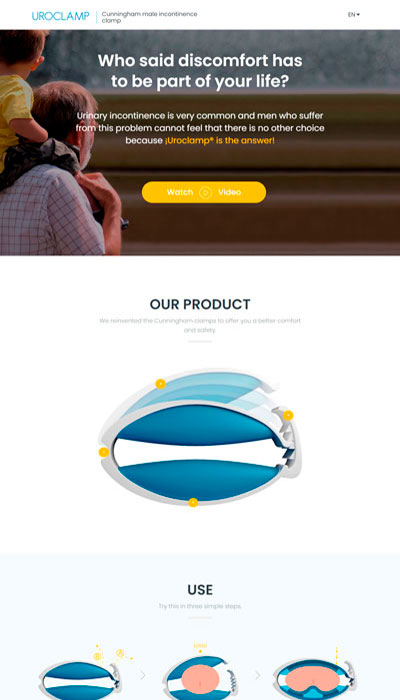 UROCLAMP
Cunningham male incontinence
clamp
EN
Who said discomfort has
to be part of your life?
Urinary incontinence is very common and men who suffer
from this problem cannot feel that there is no other choice
because ¡Uroclamp® is the answer!
Watch Video
OUR PRODUCT
We reinvented the Cunningham clamps to offer you a better comfort
and safety.
USE
Try this in three simple steps.